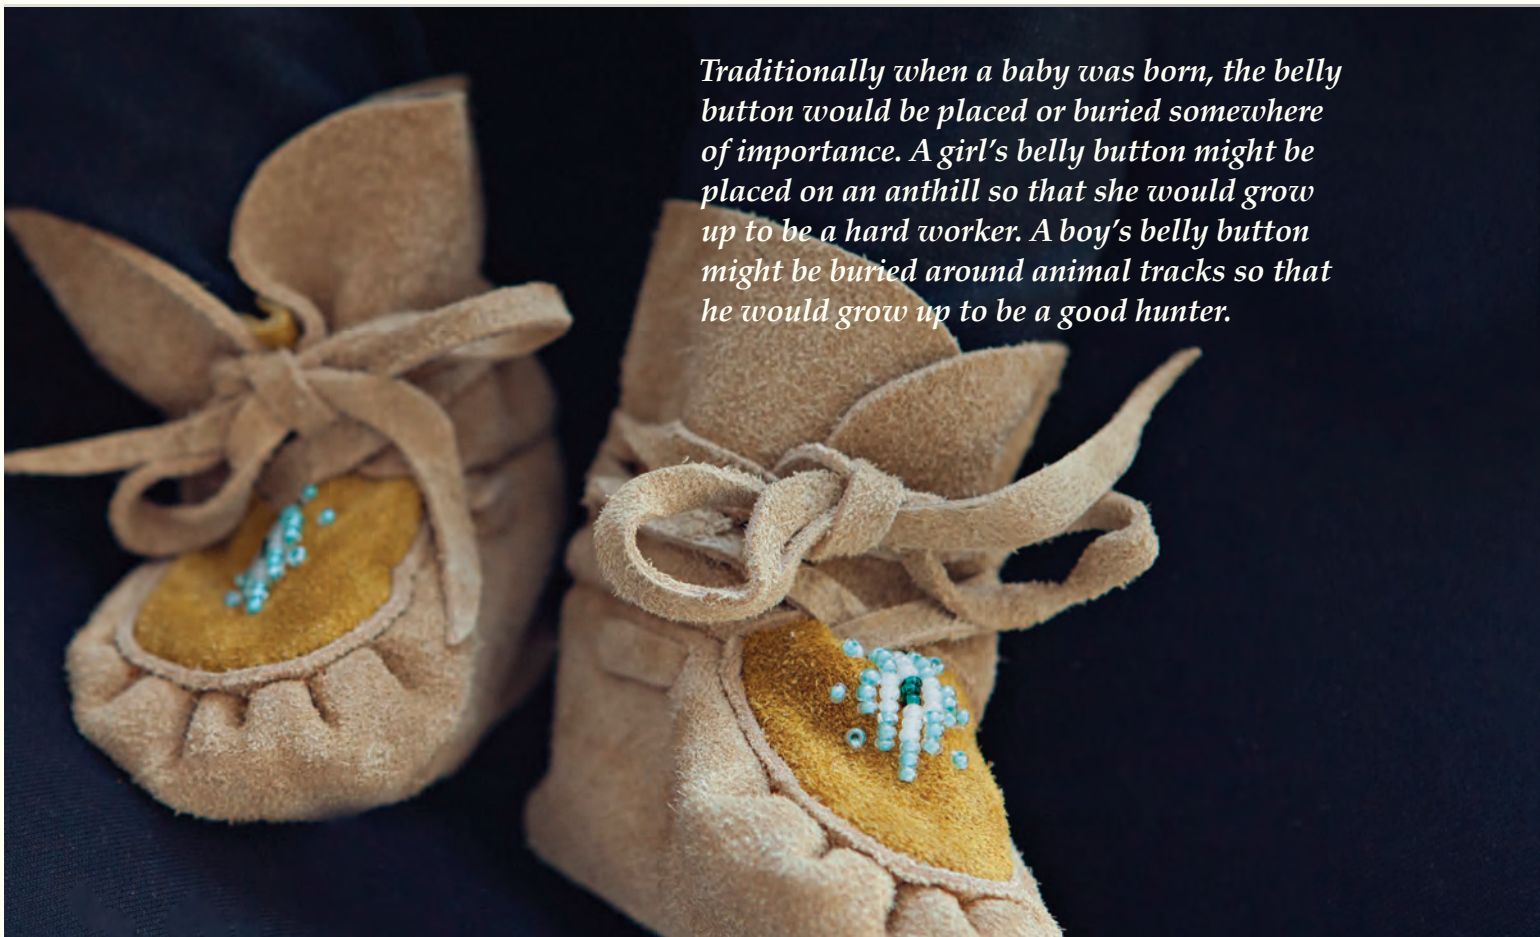 Traditionally when a baby was born, the belly
button would be placed or buried somewhere
of importance. A girl’s belly button might be
placed on an anthill so that she would grow
up to be a hard worker. A boy’s belly button
might be buried around animal tracks so that
he would grow up to be a good hunter.